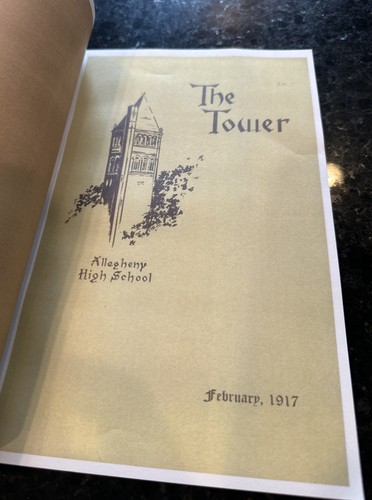 The
Tower
Allegheny
High School
February, 1917